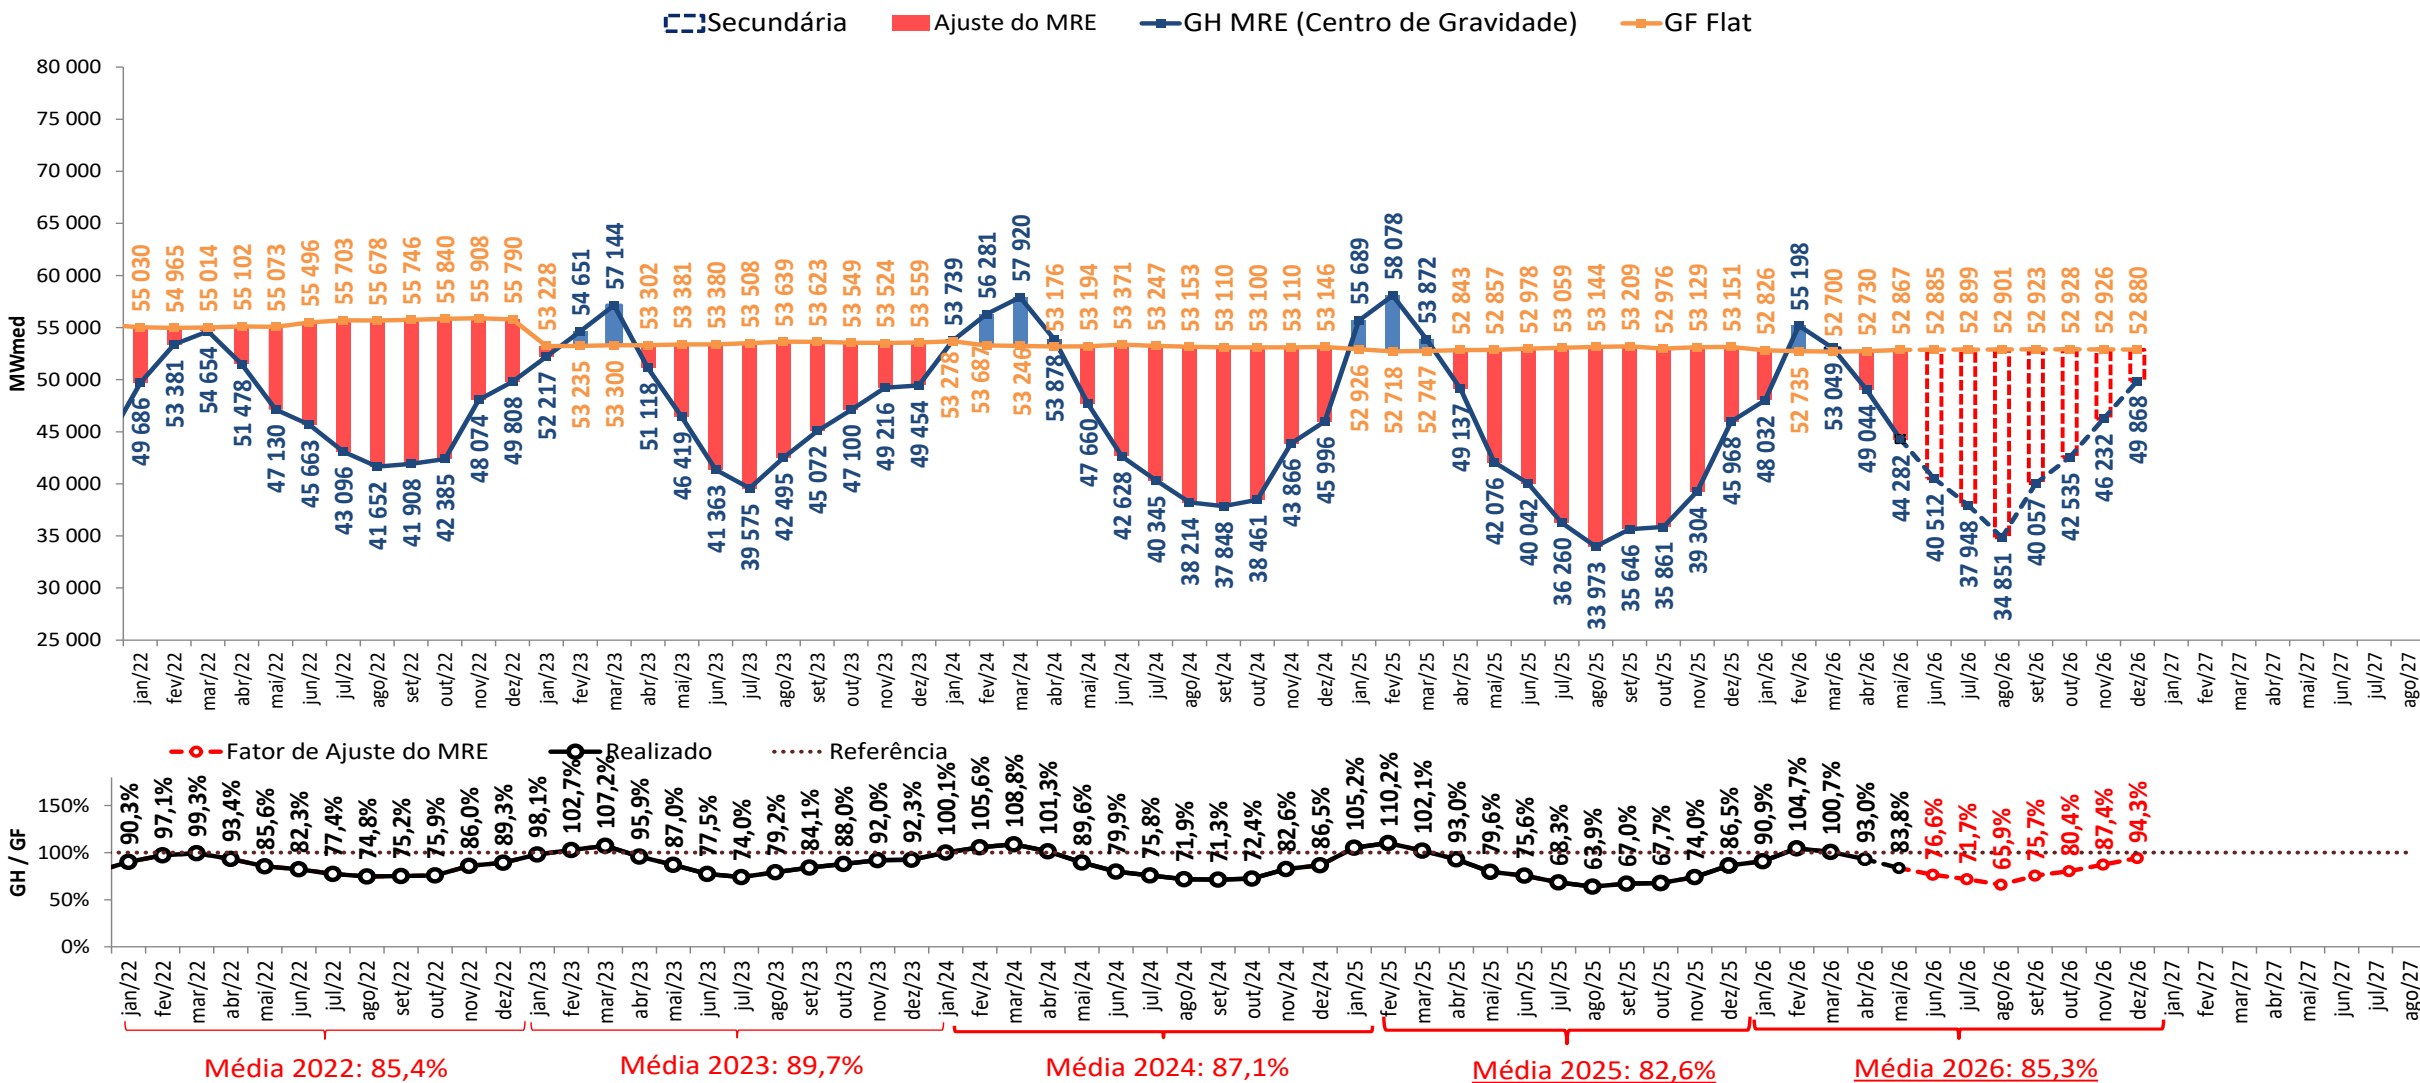 Secundária Ajuste do MRE GH MRE (Centro de Gravidade) GF Flat
MWmed
80 000
75 000
70 000
65 000
60 000
55 000
50 000
45 000
40 000
35 000
30 000
25 000
55 030 54 965 55 014 55 102 55 073 55 496 55 703 55 678 55 746 55 840 55 908 55 790 53 228 53 235 53 300 53 302 53 381 53 380 53 508 53 639 53 623 53 549 53 524 53 559 53 278 53 687 53 246 53 176 53 194 53 371 53 247 53 153 53 110 53 100 53 110 53 146 52 926 52 718 52 747 52 843 52 857 52 978 53 059 53 144 53 209 52 976 53 129 53 151 52 826 52 735 52 700 52 730 52 867 52 885 52 899 52 901 52 923 52 928 52 926 52 880
49 686 53 381 54 654 51 478 47 130 45 663 43 096 41 652 41 908 42 385 48 074 49 808 52 217 54 651 57 144 51 118 46 419 41 363 39 575 42 495 45 072 47 100 49 216 49 454 53 739 56 281 57 920 53 878 47 660 42 628 40 345 38 214 37 848 38 461 43 866 45 996 55 689 58 078 53 872 49 137 42 076 40 042 36 260 33 973 35 646 35 861 39 304 45 968 48 032 55 198 53 049 49 044 44 282 40 512 37 948 34 851 40 057 42 535 46 232 49 868
jan/22 fev/22 mar/22 abr/22 mai/22 jun/22 jul/22 ago/22 set/22 out/22 nov/22 dez/22 jan/23 fev/23 mar/23 abr/23 mai/23 jun/23 jul/23 ago/23 set/23 out/23 nov/23 dez/23 jan/24 fev/24 mar/24 abr/24 mai/24 jun/24 jul/24 ago/24 set/24 out/24 nov/24 dez/24 jan/25 fev/25 mar/25 abr/25 mai/25 jun/25 jul/25 ago/25 set/25 out/25 nov/25 dez/25 jan/26 fev/26 mar/26 abr/26 mai/26 jun/26 jul/26 ago/26 set/26 out/26 nov/26 dez/26 jan/27 fev/27 mar/27 abr/27 mai/27 jun/27 jul/27 ago/27
Fator de Ajuste do MRE Realizado Referência
GH / GF
150%
100%
50%
0%
90,3% 97,1% 99,3% 93,4% 85,6% 82,3% 77,4% 74,8% 75,2% 75,9% 86,0% 89,3% 98,1% 102,7% 107,2% 95,9% 87,0% 77,5% 74,0% 79,2% 84,1% 88,0% 92,0% 92,3% 100,1% 105,6% 108,8% 101,3% 89,6% 79,9% 75,8% 71,9% 71,3% 72,4% 82,6% 86,5% 105,2% 110,2% 102,1% 93,0% 79,6% 75,6% 68,3% 63,9% 67,0% 67,7% 74,0% 86,5% 90,9% 104,7% 100,7% 93,0% 83,8% 76,6% 71,7% 65,9% 75,7% 80,4% 87,4% 94,3%
jan/22 fev/22 mar/22 abr/22 mai/22 jun/22 jul/22 ago/22 set/22 out/22 nov/22 dez/22 jan/23 fev/23 mar/23 abr/23 mai/23 jun/23 jul/23 ago/23 set/23 out/23 nov/23 dez/23 jan/24 fev/24 mar/24 abr/24 mai/24 jun/24 jul/24 ago/24 set/24 out/24 nov/24 dez/24 jan/25 fev/25 mar/25 abr/25 mai/25 jun/25 jul/25 ago/25 set/25 out/25 nov/25 dez/25 jan/26 fev/26 mar/26 abr/26 mai/26 jun/26 jul/26 ago/26 set/26 out/26 nov/26 dez/26 jan/27 fev/27 mar/27 abr/27 mai/27 jun/27 jul/27 ago/27
Média 2022: 85,4% Média 2023: 89,7% Média 2024: 87,1% Média 2025: 82,6% Média 2026: 85,3%